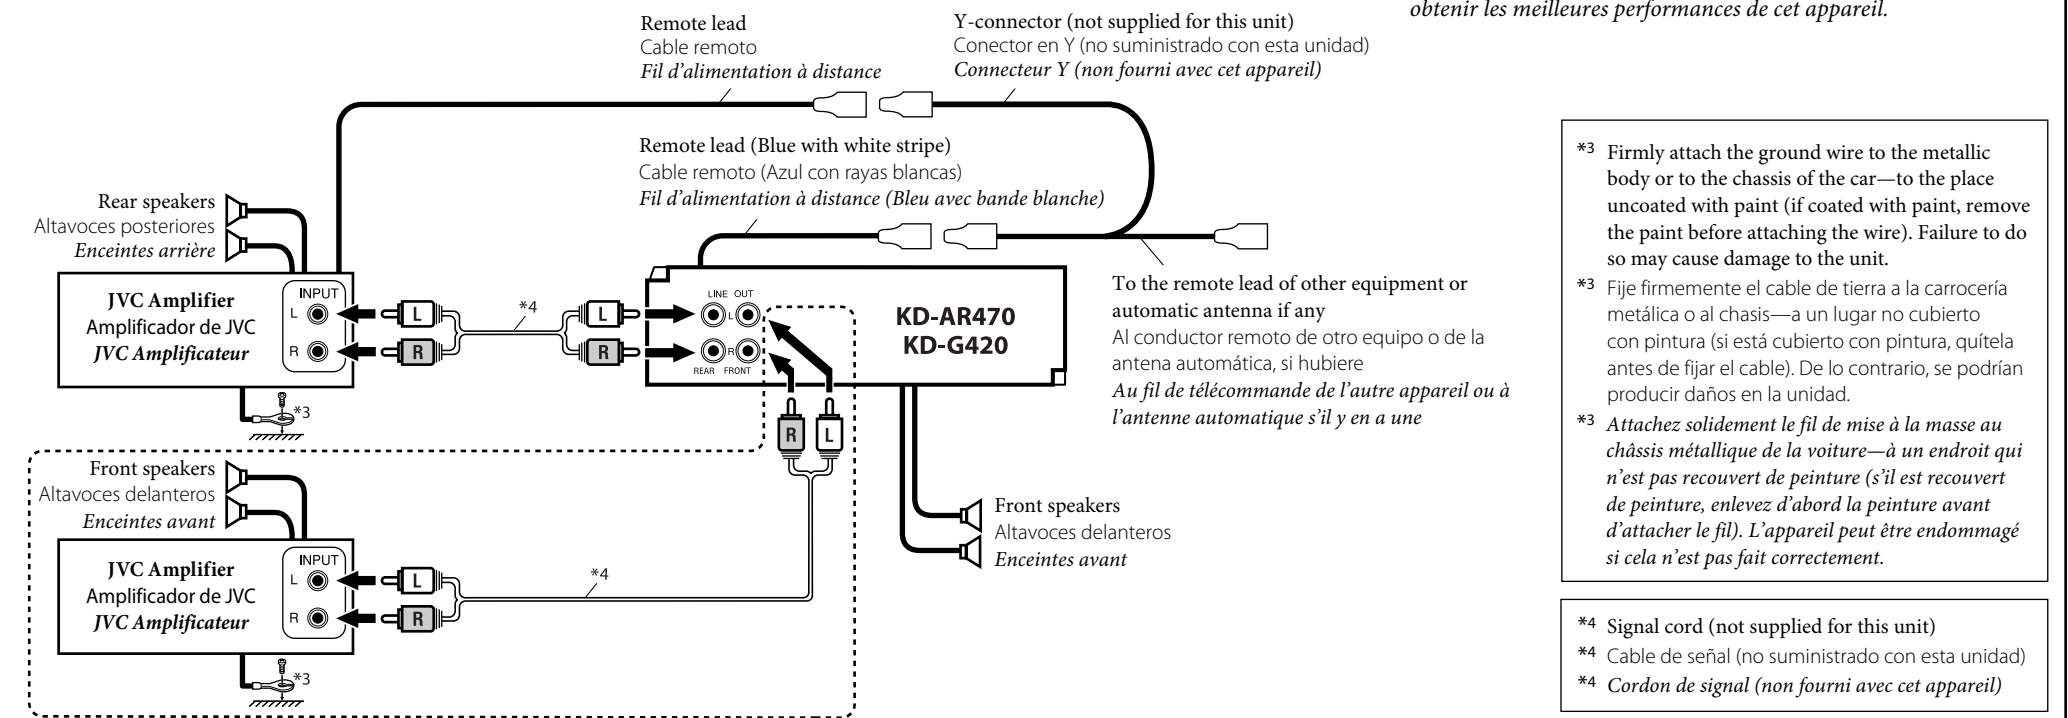 obtenir les meilleures performances de cet appareil.
Remote lead
Cable remoto
Fil d'alimentation à distance
Y-connector (not supplied for this unit)
Conector en Y (no suministrado con esta unidad)
Connecteur Y (non fourni avec cet appareil)
Remote lead (Blue with white stripe)
Cable remoto (Azul con rayas blancas)
Fil d'alimentation à distance (Bleu avec bande blanche)
Rear speakers
Altavoces posteriores
Enceintes arrière
JVC Amplifier
Amplificador de JVC
JVC Amplificateur
INPUT
L
R
*3
L
R
*4
L
R
LINE OUT
L
R
REAR FRONT
KD-AR470
KD-G420
To the remote lead of other equipment or
automatic antenna if any
Al conductor remoto de otro equipo o de la
antena automática, si hubiere
Au fil de télécommande de l'autre appareil ou à
l'antenne automatique s'il y en a une
R
L
Front speakers
Altavoces delanteros
Enceintes avant
Front speakers
Altavoces delanteros
Enceintes avant
JVC Amplifier
Amplificador de JVC
JVC Amplificateur
INPUT
L
R
*3
L
R
*4
*3 Firmly attach the ground wire to the metallic
body or to the chassis of the car—to the place
uncoated with paint (if coated with paint, remove
the paint before attaching the wire). Failure to do
so may cause damage to the unit.
*3 Fije firmemente el cable de tierra a la carrocería
metálica o al chasis—a un lugar no cubierto
con pintura (si está cubierto con pintura, quítela
antes de fijar el cable). De lo contrario, se podrían
producir daños en la unidad.
*3 Attachez solidement le fil de mise à la masse au
châssis métallique de la voiture—à un endroit qui
n'est pas recouvert de peinture (s'il est recouvert
de peinture, enlevez d'abord la peinture avant
d'attacher le fil). L'appareil peut être endommagé
si cela n'est pas fait correctement.
*4 Signal cord (not supplied for this unit)
*4 Cable de señal (no suministrado con esta unidad)
*4 Cordon de signal (non fourni avec cet appareil)